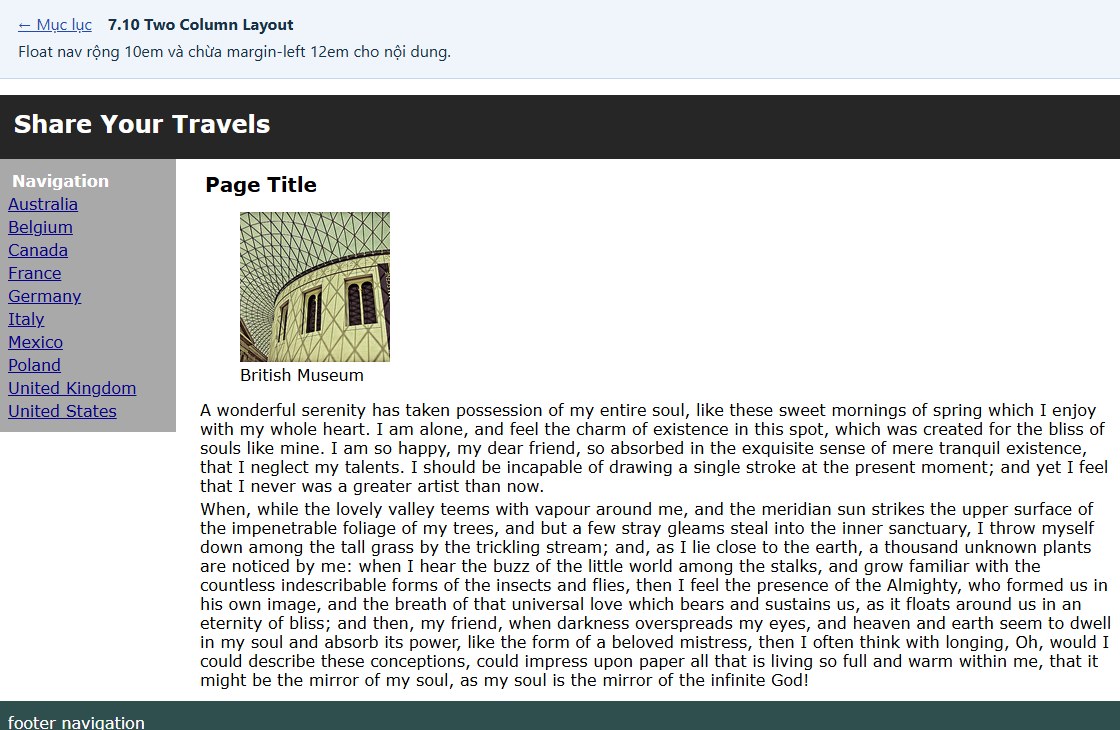 ← Mục lục 7.10 Two Column Layout
Float nav rộng 10em và chừa margin-left 12em cho nội dung.
Share Your Travels
Navigation
Australia
Belgium
Canada
France
Germany
Italy
Mexico
Poland
United Kingdom
United States
Page Title
British Museum
A wonderful serenity has taken possession of my entire soul, like these sweet mornings of spring which I enjoy
with my whole heart. I am alone, and feel the charm of existence in this spot, which was created for the bliss of
souls like mine. I am so happy, my dear friend, so absorbed in the exquisite sense of mere tranquil existence,
that I neglect my talents. I should be incapable of drawing a single stroke at the present moment; and yet I feel
that I never was a greater artist than now.
When, while the lovely valley teems with vapour around me, and the meridian sun strikes the upper surface of
the impenetrable foliage of my trees, and but a few stray gleams steal into the inner sanctuary, I throw myself
down among the tall grass by the trickling stream; and, as I lie close to the earth, a thousand unknown plants
are noticed by me: when I hear the buzz of the little world among the stalks, and grow familiar with the
countless indescribable forms of the insects and flies, then I feel the presence of the Almighty, who formed us in
his own image, and the breath of that universal love which bears and sustains us, as it floats around us in an
eternity of bliss; and then, my friend, when darkness overspreads my eyes, and heaven and earth seem to dwell
in my soul and absorb its power, like the form of a beloved mistress, then I often think with longing, Oh, would I
could describe these conceptions, could impress upon paper all that is living so full and warm within me, that it
might be the mirror of my soul, as my soul is the mirror of the infinite God!
footer navigation